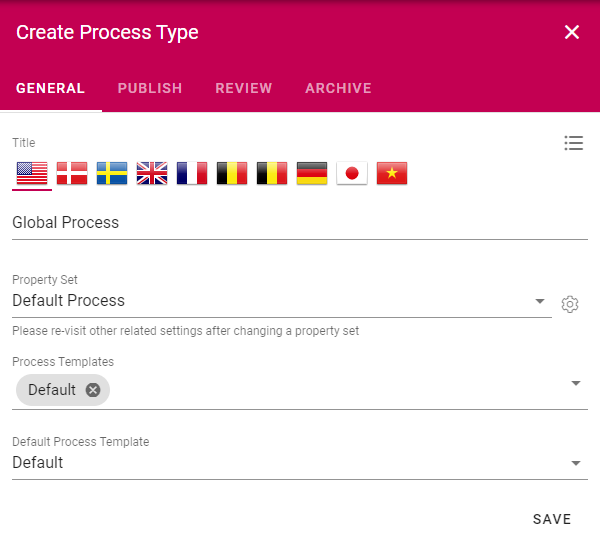 Create Process Type
GENERAL PUBLISH REVIEW ARCHIVE
Title
Global Process
Property Set
Default Process
Please re-visit other related settings after changing a property set
Process Templates
Default
Default Process Template
Default
SAVE